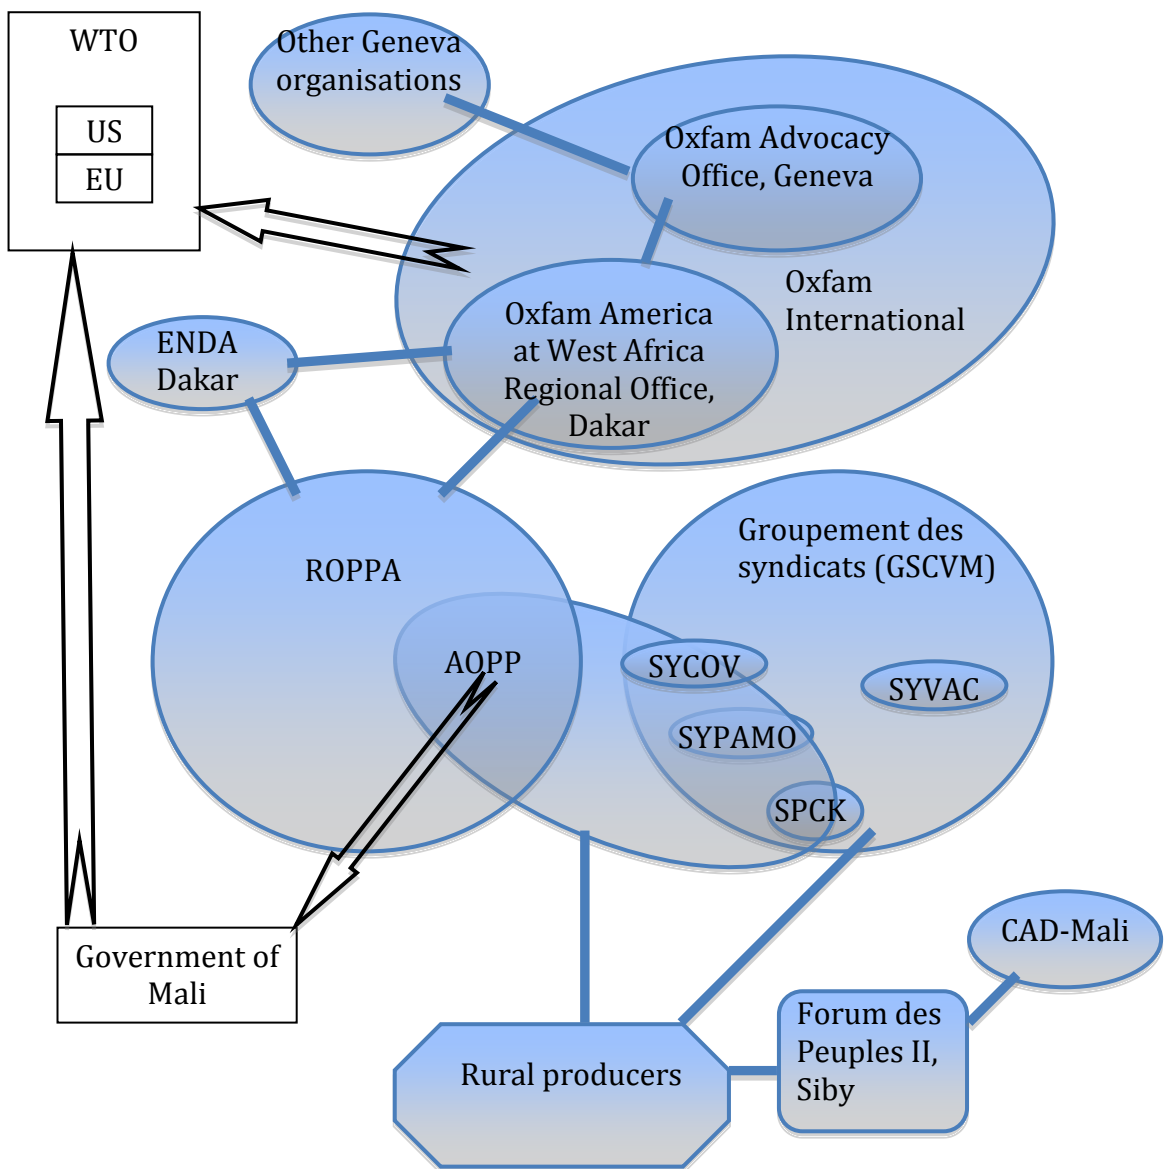 WTO
US
EU
Other Geneva
organisations
Oxfam Advocacy
Office, Geneva
Oxfam
International
Oxfam America
at West Africa
Regional Office,
Dakar
ENDA
Dakar
ROPPA
Groupement des
syndicats (GSCVM)
AOPP
SYCOV
SYVAC
SYPAMO
SPCK
Government of
Mali
CAD-Mali
Forum des
Peuples II,
Siby
Rural producers